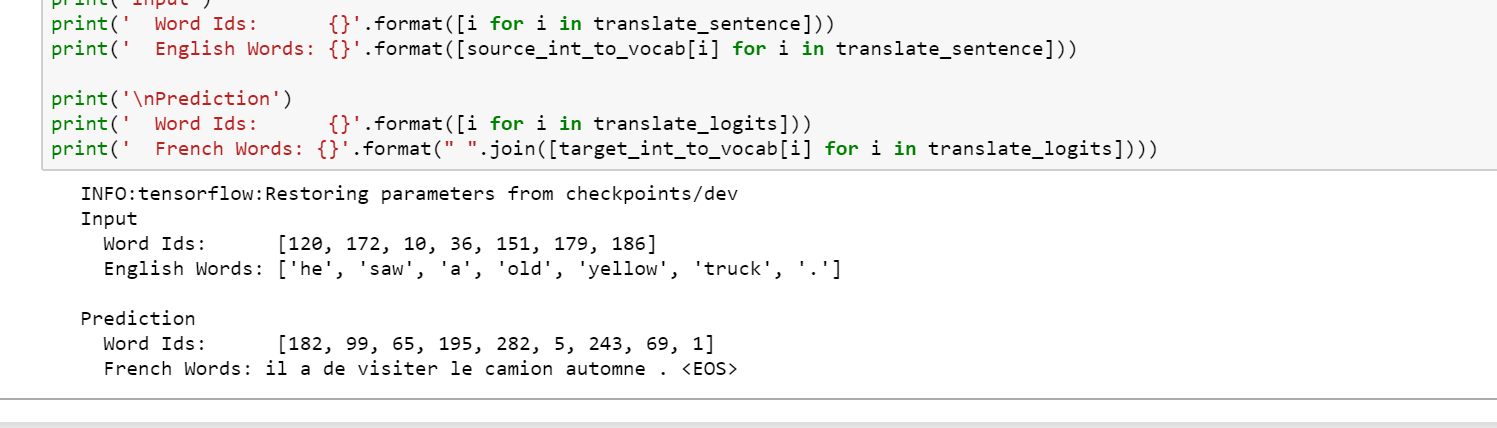 print('Input')
print('  Word Ids:      {}'.format([i for i in translate_sentence]))
print('  English Words: {}'.format([source_int_to_vocab[i] for i in translate_sentence]))
print('\nPrediction')
print('  Word Ids:      {}'.format([i for i in translate_logits]))
print('  French Words: {}'.format(" ".join([target_int_to_vocab[i] for i in translate_logits])))
INFO:tensorflow:Restoring parameters from checkpoints/dev
Input
  Word Ids:      [120, 172, 10, 36, 151, 179, 186]
  English Words: ['he', 'saw', 'a', 'old', 'yellow', 'truck', '.']
Prediction
  Word Ids:      [182, 99, 65, 195, 282, 5, 243, 69, 1]
  French Words: il a de visiter le camion automne . <EOS>